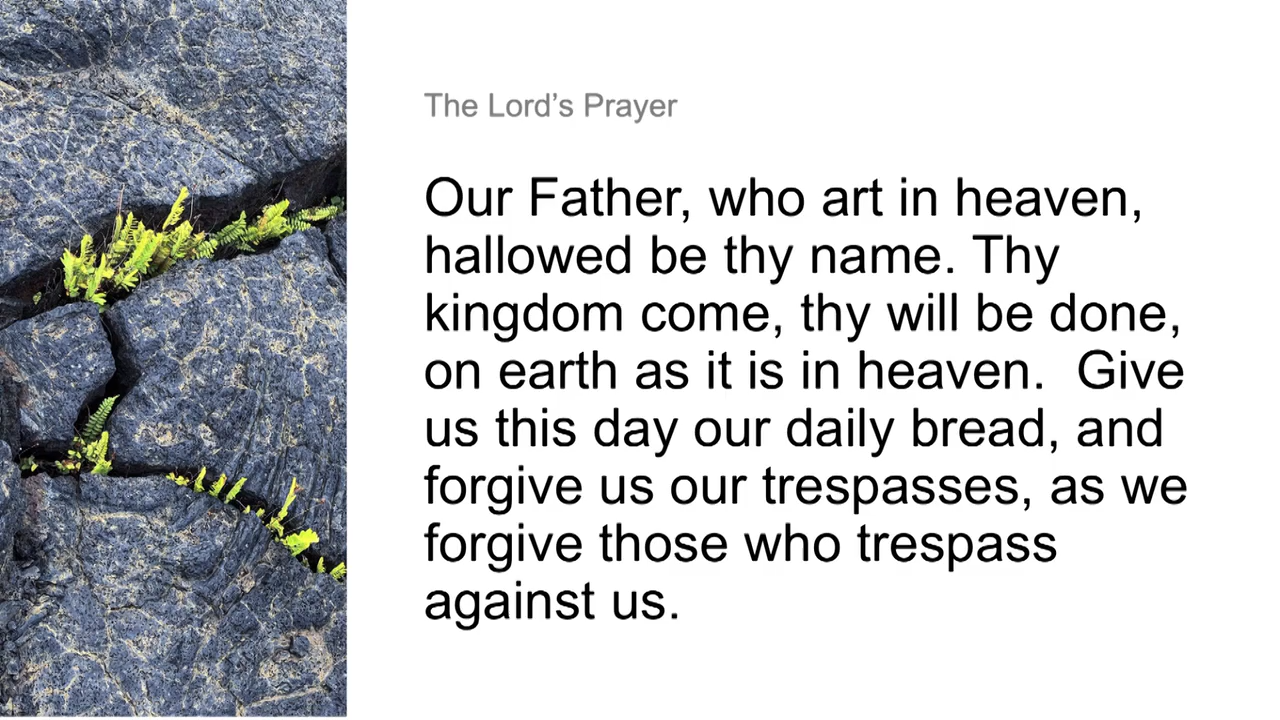 The Lord’s Prayer
Our Father, who art in heaven,
hallowed be thy name. Thy
kingdom come, thy will be done,
on earth as it is in heaven.  Give
us this day our daily bread, and
forgive us our trespasses, as we
forgive those who trespass
against us.